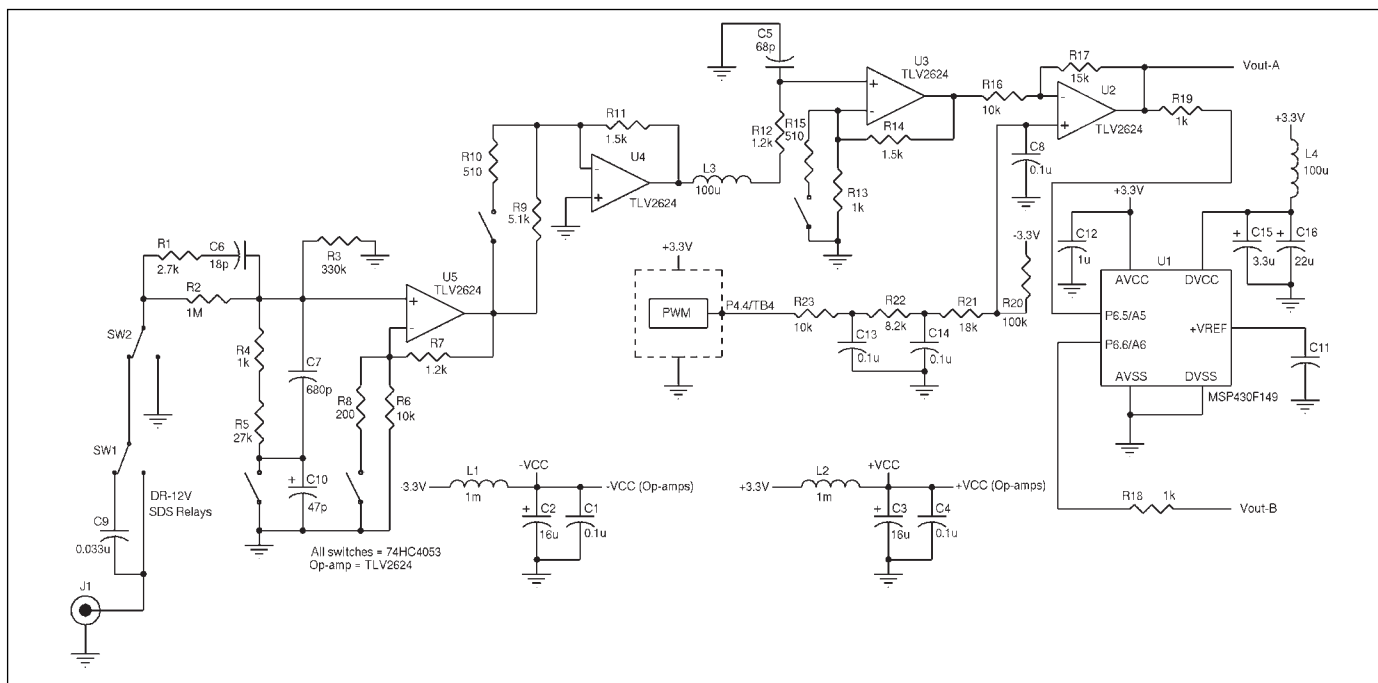 C5
68p
U3
TLV2624
R17
15k
Vout-A
R16
10k
U2
TLV2624
R19
1k
+3.3V
L4
100u
R11
1.5k
R12
1.2k
R15
510
R14
1.5k
C8
0.1u
R10
510
U4
TLV2624
L3
100u
R13
1k
R9
5.1k
+3.3V
C12
1u
C15
3.3u
C16
22u
+
+
R1
2.7k
C6
18p
R3
330k
+3.3V
-3.3V
U1
AVCC
DVCC
R2
1M
U5
TLV2624
PWM
P4.4/TB4
R23
10k
R22
8.2k
R21
18k
R20
100k
P6.5/A5
+VREF
P6.6/A6
C11
SW2
R4
1k
C7
680p
R7
1.2k
C13
0.1u
C14
0.1u
AVSS
DVSS
MSP430F149
R8
200
R6
10k
R5
27k
SW1
+
C10
47p
DR-12V
SDS Relays
-3.3V
L1
1m
-VCC
-VCC (Op-amps)
+3.3V
L2
1m
+VCC
+VCC (Op-amps)
R18
1k
Vout-B
C9
0.033u
+
C2
16u
C1
0.1u
+
C3
16u
C4
0.1u
All switches = 74HC4053
Op-amp = TLV2624
J1
+
-
-
+
-
+
+
-